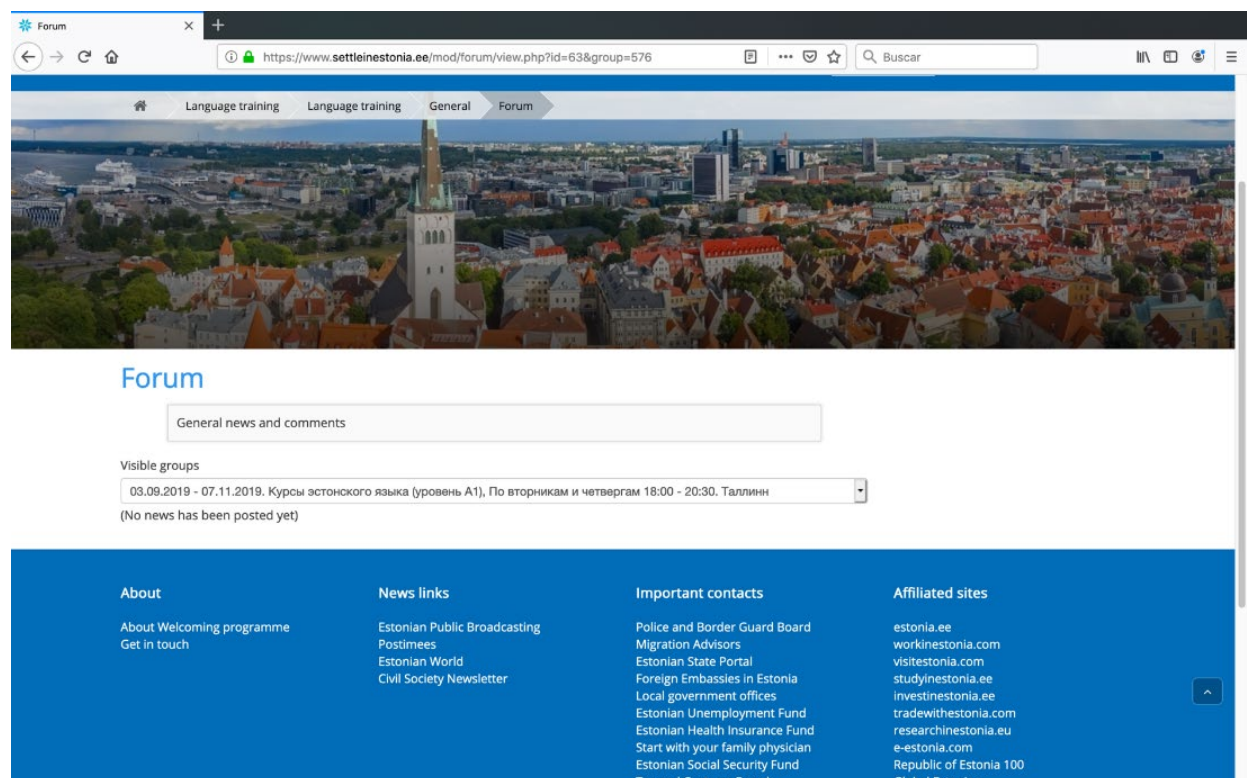 Forum
https://www.settleinestonia.ee/mod/forum/view.php?id=63&group=576
Buscar
Language training
Language training
General
Forum
Forum
General news and comments
Visible groups
03.09.2019 - 07.11.2019. Курсы эстонского языка (уровень А1), По вторникам и четвергам 18:00 - 20:30. Таллинн
(No news has been posted yet)
About
About Welcoming programme
Get in touch
News links
Estonian Public Broadcasting
Postimees
Estonian World
Civil Society Newsletter
Important contacts
Police and Border Guard Board
Migration Advisors
Estonian State Portal
Foreign Embassies in Estonia
Local government offices
Estonian Unemployment Fund
Estonian Health Insurance Fund
Start with your family physician
Estonian Social Security Fund
Affiliated sites
estonia.ee
workinestonia.com
visitestonia.com
studyinestonia.ee
investinestonia.ee
tradewithestonia.com
researchinestonia.eu
e-estonia.com
Republic of Estonia 100